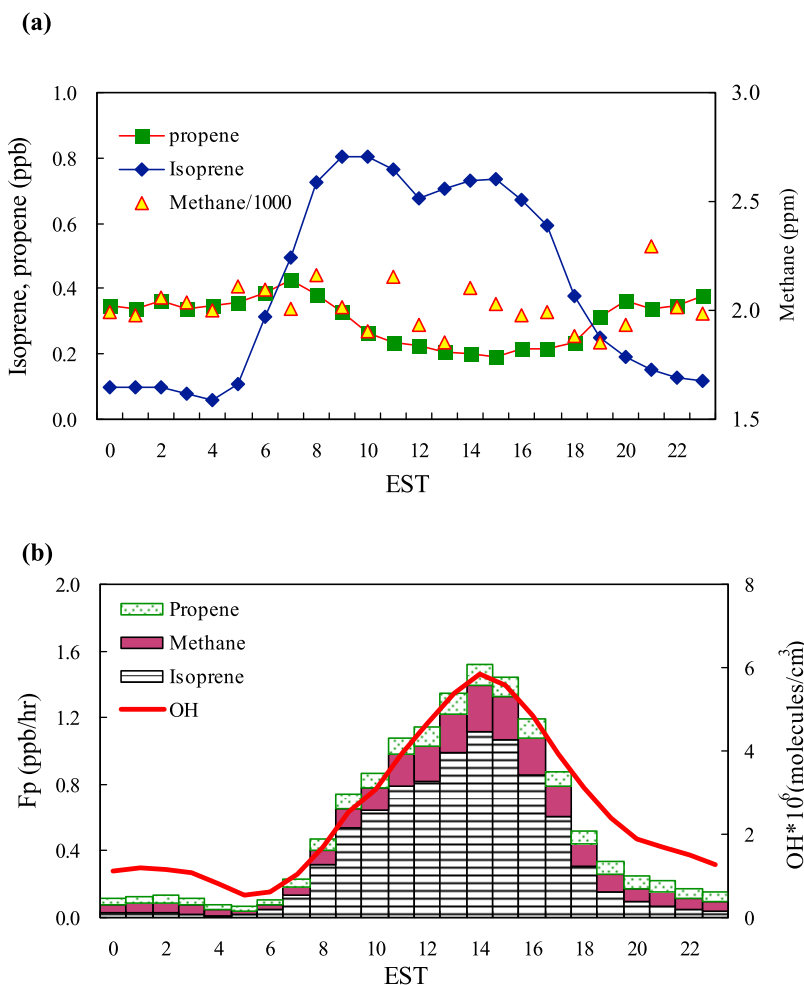 (a)
1.0
0.8
0.6
0.4
0.2
0.0
Isoprene, propene (ppb)
propene
Isoprene
Methane/1000
3.0
2.5
2.0
1.5
Methane (ppm)
0 2 4 6 8 10 12 14 16 18 20 22
EST
(b)
2.0
1.6
1.2
0.8
0.4
0.0
Fp (ppb/hr)
Propene
Methane
Isoprene
OH
8
6
4
2
0
OH*10⁶(molecules/cm³)
0 2 4 6 8 10 12 14 16 18 20 22
EST